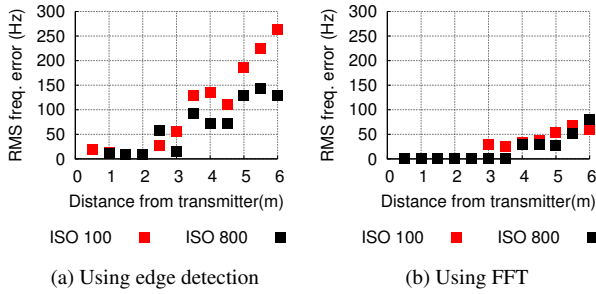 RMS freq. error (Hz)
300
250
200
150
100
50
0
0 1 2 3 4 5 6
Distance from transmitter(m)
ISO 100 ISO 800
(a) Using edge detection
RMS freq. error (Hz)
300
250
200
150
100
50
0
0 1 2 3 4 5 6
Distance from transmitter(m)
ISO 100 ISO 800
(b) Using FFT